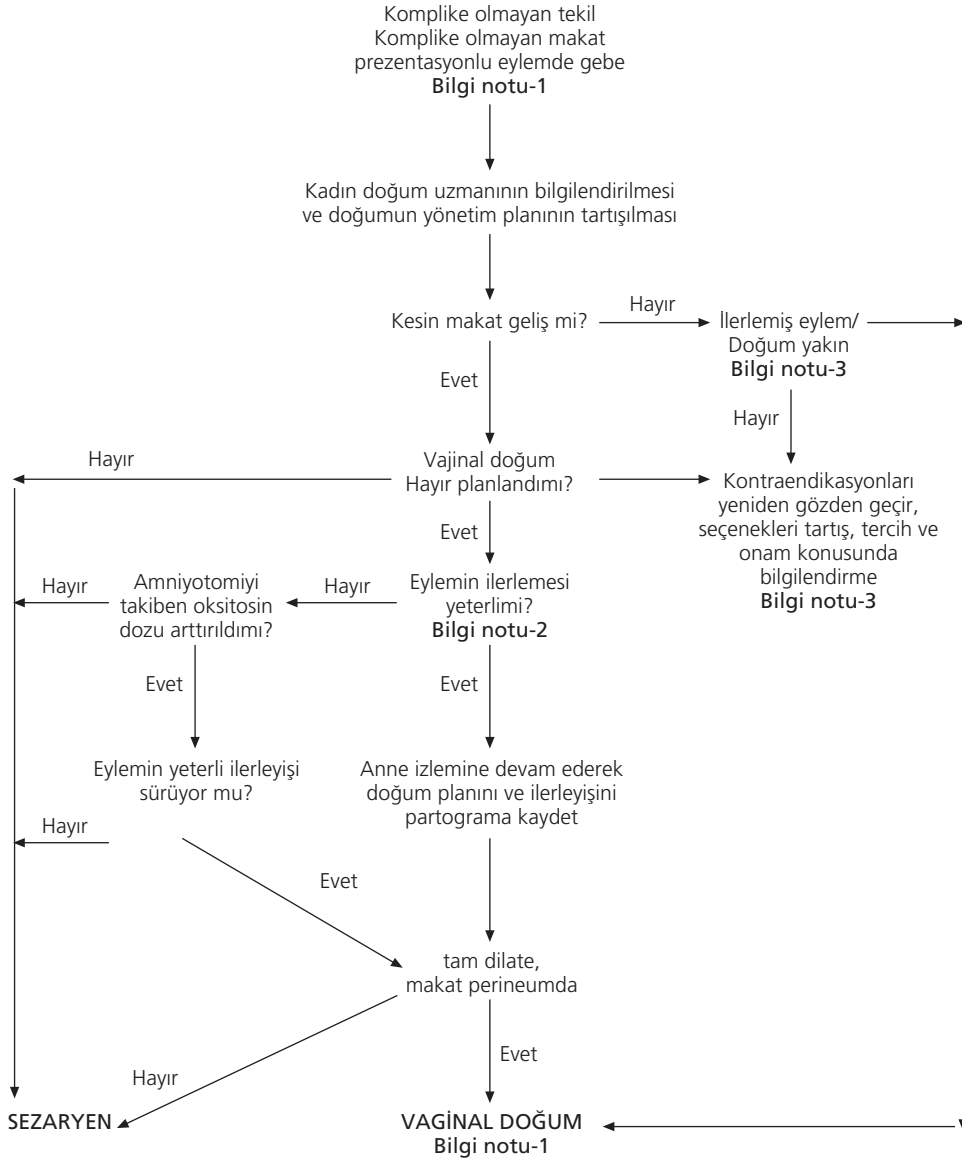 Komplike olmayan tekil
Komplike olmayan makat
prezentasyonlu eylemde gebe
Bilgi notu-1
Kadın doğum uzmanının bilgilendirilmesi
ve doğumun yönetim planının tartışılması
Kesin makat geliş mi?
Hayır
İlerlemiş eylem/
Doğum yakın
Bilgi notu-3
Evet
Hayır
Hayır
Vajinal doğum
Hayır planlandımı?
Kontraendikasyonları
yeniden gözden geçir,
seçenekleri tartış, tercih ve
onam konusunda
bilgilendirme
Bilgi notu-3
Evet
Hayır
Amniyotomiyi
takiben oksitosin
dozu arttırıldımı?
Hayır
Eylemin ilerlemesi
yeterlimi?
Bilgi notu-2
Evet
Evet
Eylemin yeterli ilerleyişi
sürüyor mu?
Anne izlemine devam ederek
doğum planını ve ilerleyişini
partograma kaydet
Hayır
Evet
tam dilate,
makat perineumda
Evet
Hayır
SEZARYEN
VAGİNAL DOĞUM
Bilgi notu-1